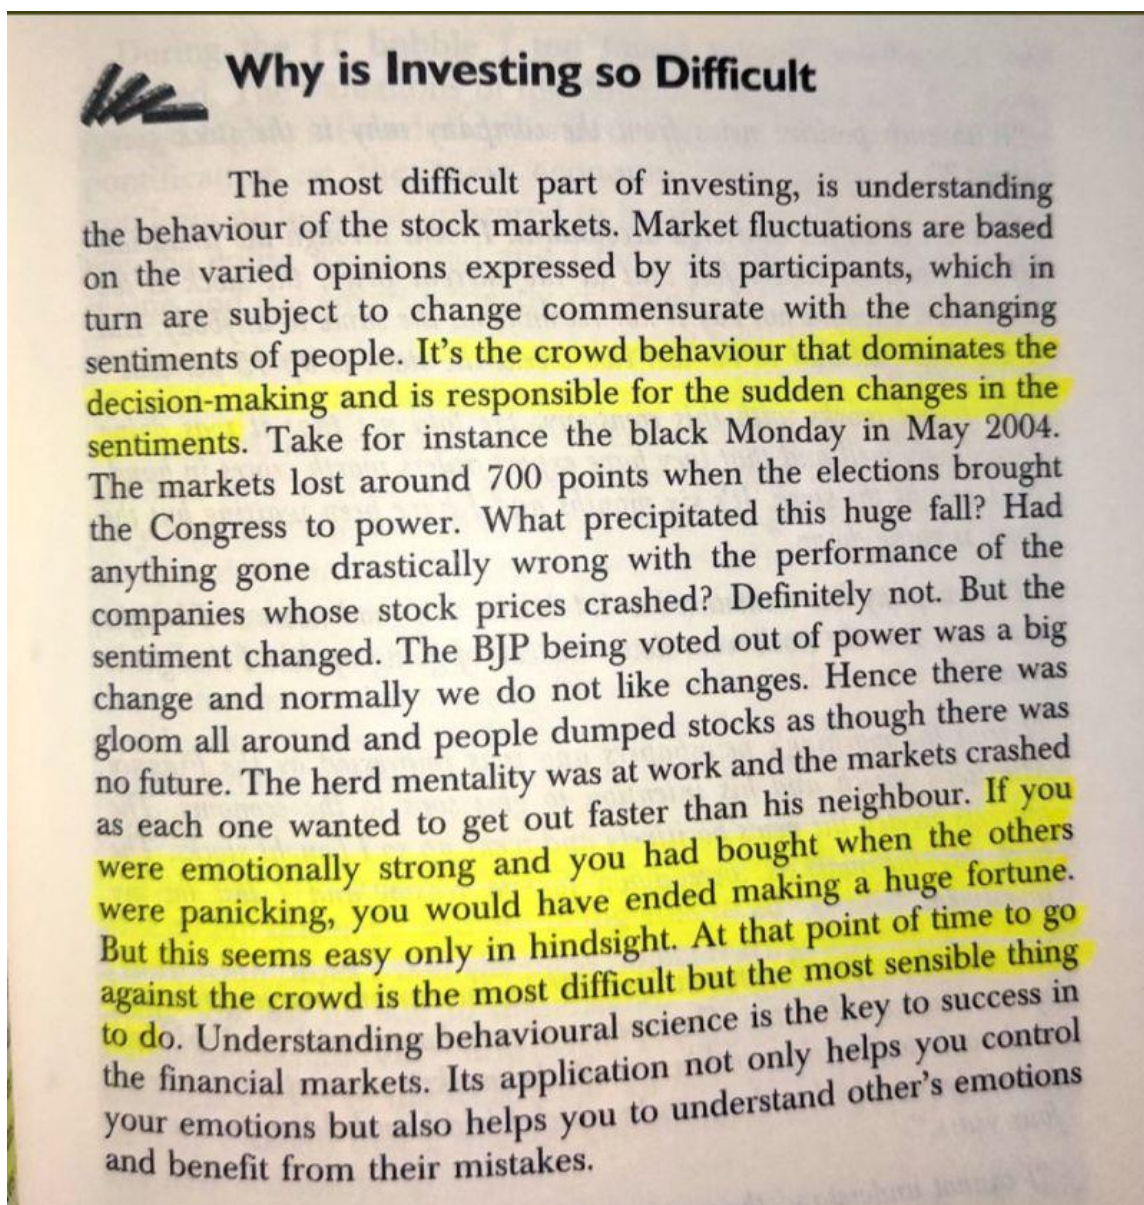 Why is Investing so Difficult
The most difficult part of investing, is understanding
the behaviour of the stock markets. Market fluctuations are based
on the varied opinions expressed by its participants, which in
turn are subject to change commensurate with the changing
sentiments of people. It's the crowd behaviour that dominates the
decision-making and is responsible for the sudden changes in the
sentiments. Take for instance the black Monday in May 2004.
The markets lost around 700 points when the elections brought
the Congress to power. What precipitated this huge fall? Had
anything gone drastically wrong with the performance of the
companies whose stock prices crashed? Definitely not. But the
sentiment changed. The BJP being voted out of power was a big
change and normally we do not like changes. Hence there was
gloom all around and people dumped stocks as though there was
no future. The herd mentality was at work and the markets crashed
as each one wanted to get out faster than his neighbour. If you
were emotionally strong and you had bought when the others
were panicking, you would have ended making a huge fortune.
But this seems easy only in hindsight. At that point of time to go
against the crowd is the most difficult but the most sensible thing
to do. Understanding behavioural science is the key to success in
the financial markets. Its application not only helps you control
your emotions but also helps you to understand other's emotions
and benefit from their mistakes.